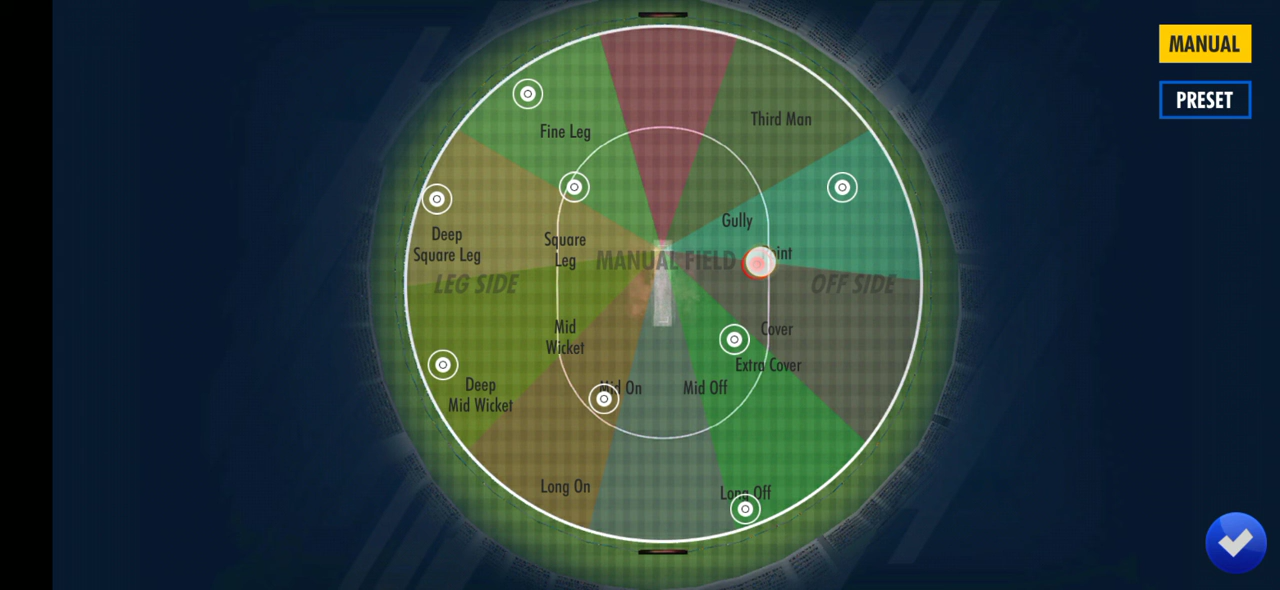 MANUAL
PRESET
Third Man
Fine Leg
Gully
Deep
Square Leg
Square
Leg
MANUAL FIELD
Point
LEG SIDE
OFF SIDE
Mid
Wicket
Cover
Extra Cover
Deep
Mid Wicket
Mid On
Mid Off
Long On
Long Off